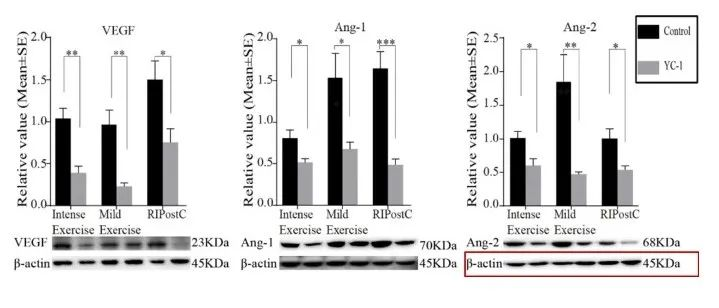 VEGF
Relative value (Mean±SE)
2.0
1.5
1.0
0.5
0.0
** ** *
Intense Mild RIPostC
Exercise Exercise
VEGF 23KDa
β-actin 45KDa
Ang-1
Relative value (Mean±SE)
2.0
1.5
1.0
0.5
0.0
* * ***
Intense Mild RIPostC
Exercise Exercise
Ang-1 70KDa
β-actin 45KDa
Ang-2
Relative value (Mean±SE)
2.5
2.0
1.5
1.0
0.5
0.0
* ** *
Intense Mild RIPostC
Exercise Exercise
Ang-2 68KDa
β-actin 45KDa
Control
YC-1